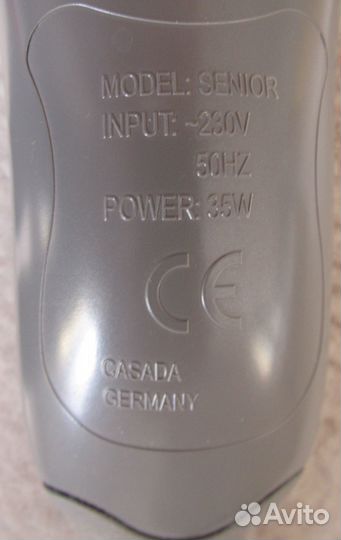 MODEL: SENIOR
INPUT: ~230V
50HZ
POWER: 35W
CE
CASADA
GERMANY
Avito